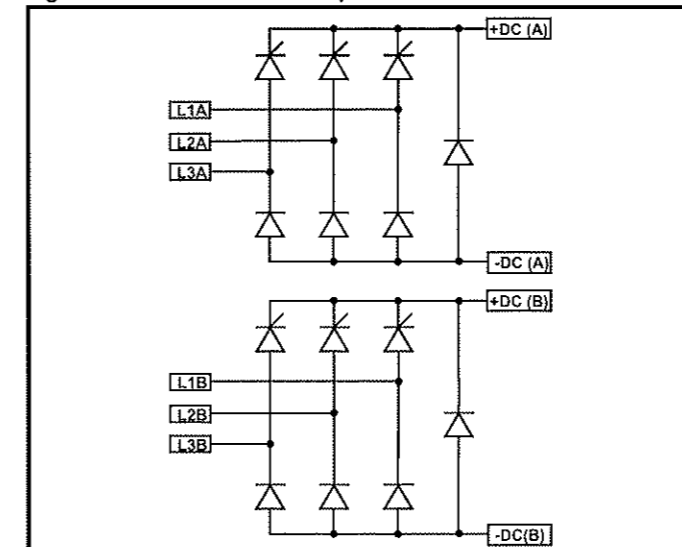 +DC (A)
L1A
L2A
L3A
-DC (A)
+DC (B)
L1B
L2B
L3B
-DC(B)